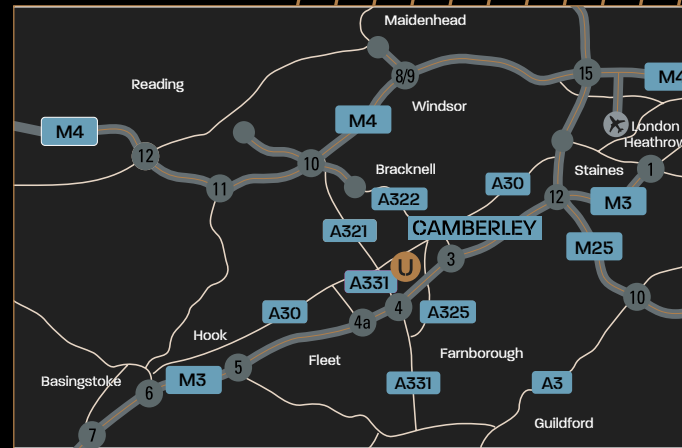 Maidenhead
8/9
15
M4
Reading
Windsor
M4
M4
London
Heathrow
12
10
11
Bracknell
Staines
1
A30
A322
12
M3
A321
CAMBERLEY
M25
3
U
A331
10
A30
4
A325
4a
Hook
Fleet
Farnborough
5
Basingstoke
M3
6
A331
A3
Guildford
7